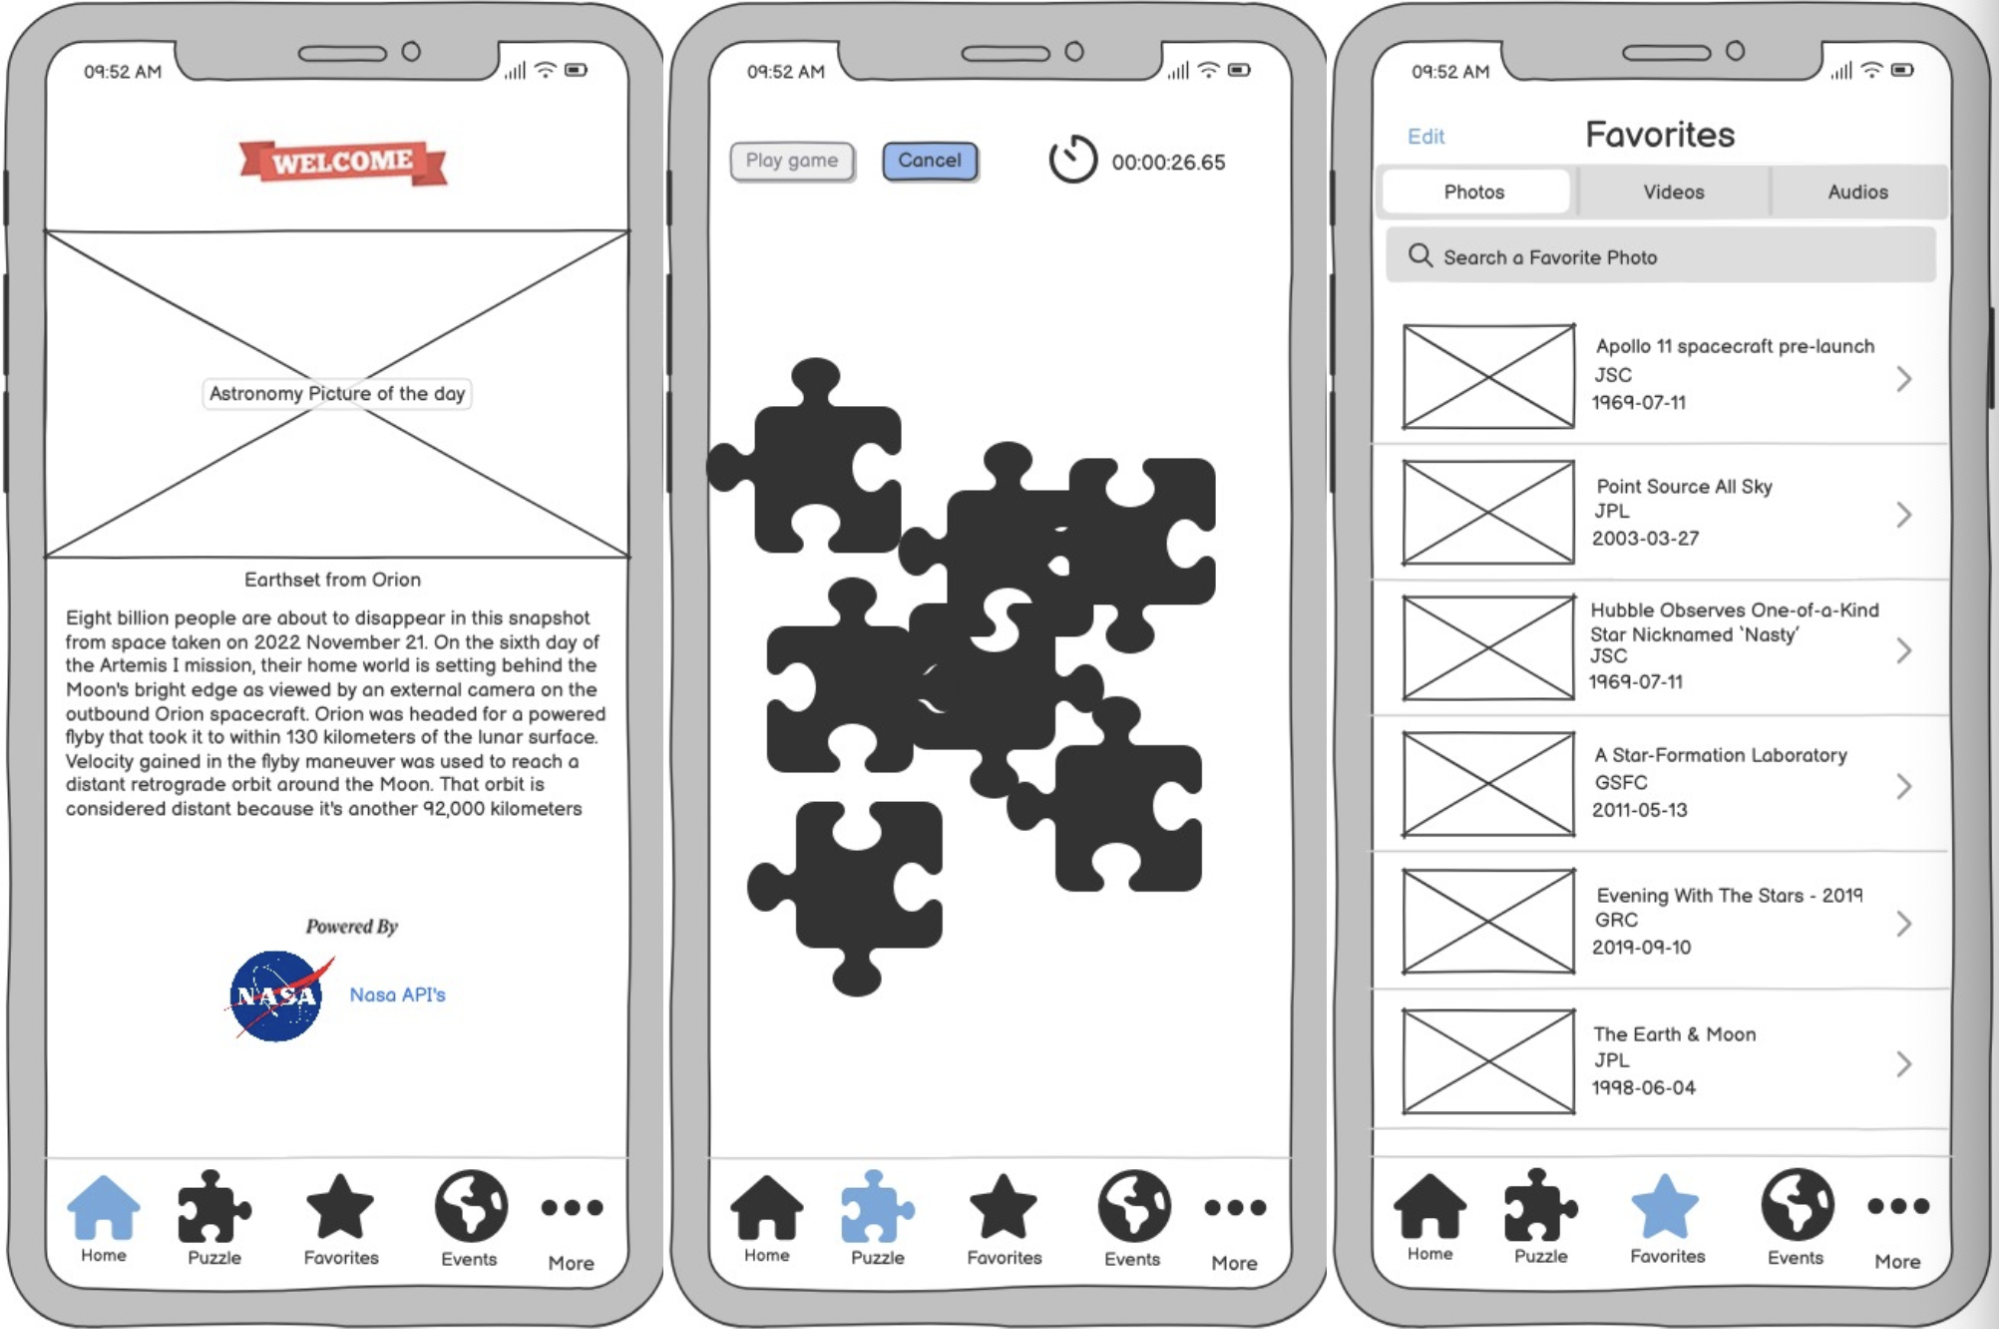 09:52 AM
WELCOME
Astronomy Picture of the day
Earthset from Orion
Eight billion people are about to disappear in this snapshot
from space taken on 2022 November 21. On the sixth day of
the Artemis I mission, their home world is setting behind the
Moon's bright edge as viewed by an external camera on the
outbound Orion spacecraft. Orion was headed for a powered
flyby that took it to within 130 kilometers of the lunar surface.
Velocity gained in the flyby maneuver was used to reach a
distant retrograde orbit around the Moon. That orbit is
considered distant because it's another 92,000 kilometers
Powered By
NASA
Nasa API's
Home
Puzzle
Favorites
Events
More
09:52 AM
Play game
Cancel
00:00:26.65
Home
Puzzle
Favorites
Events
More
09:52 AM
Edit
Favorites
Photos
Videos
Audios
Search a Favorite Photo
Apollo 11 spacecraft pre-launch
JSC
1969-07-11
Point Source All Sky
JPL
2003-03-27
Hubble Observes One-of-a-Kind
Star Nicknamed `Nasty´
JSC
1969-07-11
A Star-Formation Laboratory
GSFC
2011-05-13
Evening With The Stars - 2019
GRC
2019-09-10
The Earth & Moon
JPL
1998-06-04
Home
Puzzle
Favorites
Events
More